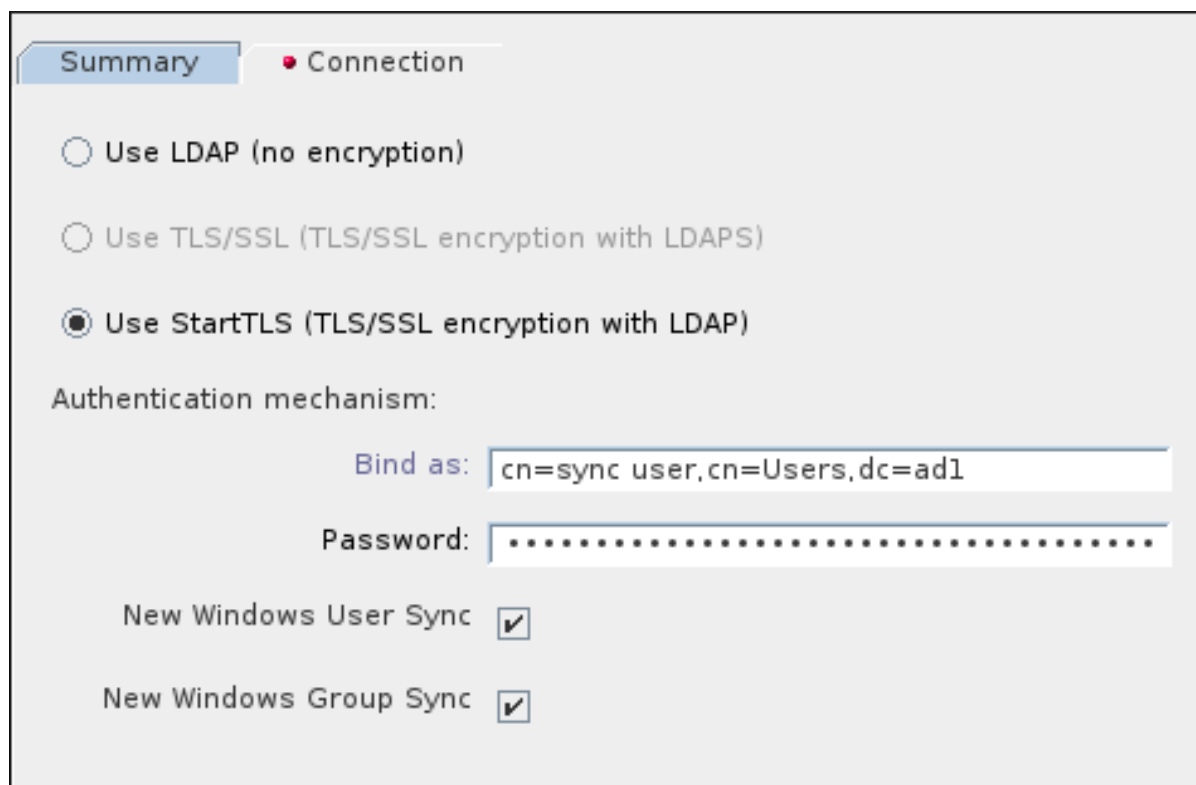 Summary
Connection
Use LDAP (no encryption)
Use TLS/SSL (TLS/SSL encryption with LDAPS)
Use StartTLS (TLS/SSL encryption with LDAP)
Authentication mechanism:
Bind as: cn=sync user,cn=Users,dc=ad1
Password: •••••••••••••••••••••••••••••••••••••
New Windows User Sync
New Windows Group Sync